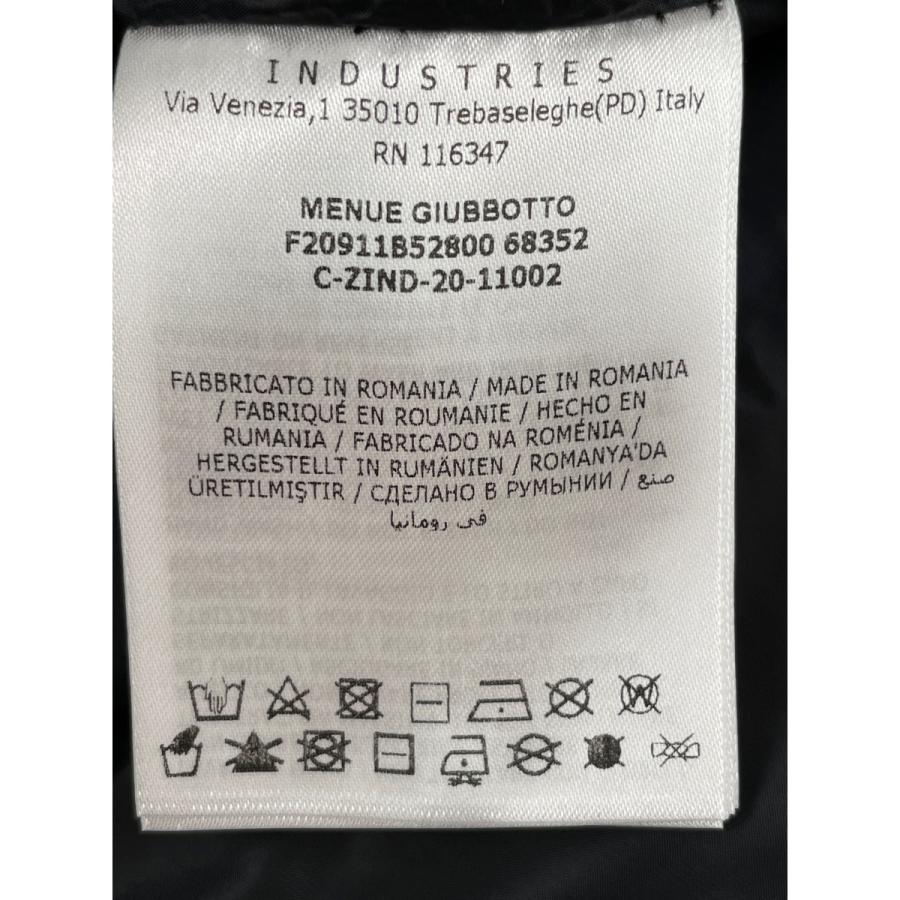 INDUSTRIES
Via Venezia,1 35010 Trebaseleghe(PD) Italy
RN 116347
MENUE GIUBBOTTO
F20911B52800 68352
C-ZIND-20-11002
FABBRICATO IN ROMANIA / MADE IN ROMANIA
/ FABRIQUÉ EN ROUMANIE / HECHO EN
RUMANIA / FABRICADO NA ROMÉNIA /
HERGESTELLT IN RUMÄNIEN / ROMANYA'DA
ÜRETILMIŞTIR / СДЕЛАНО В РУМЫНИИ / صنع
في رومانيا
W